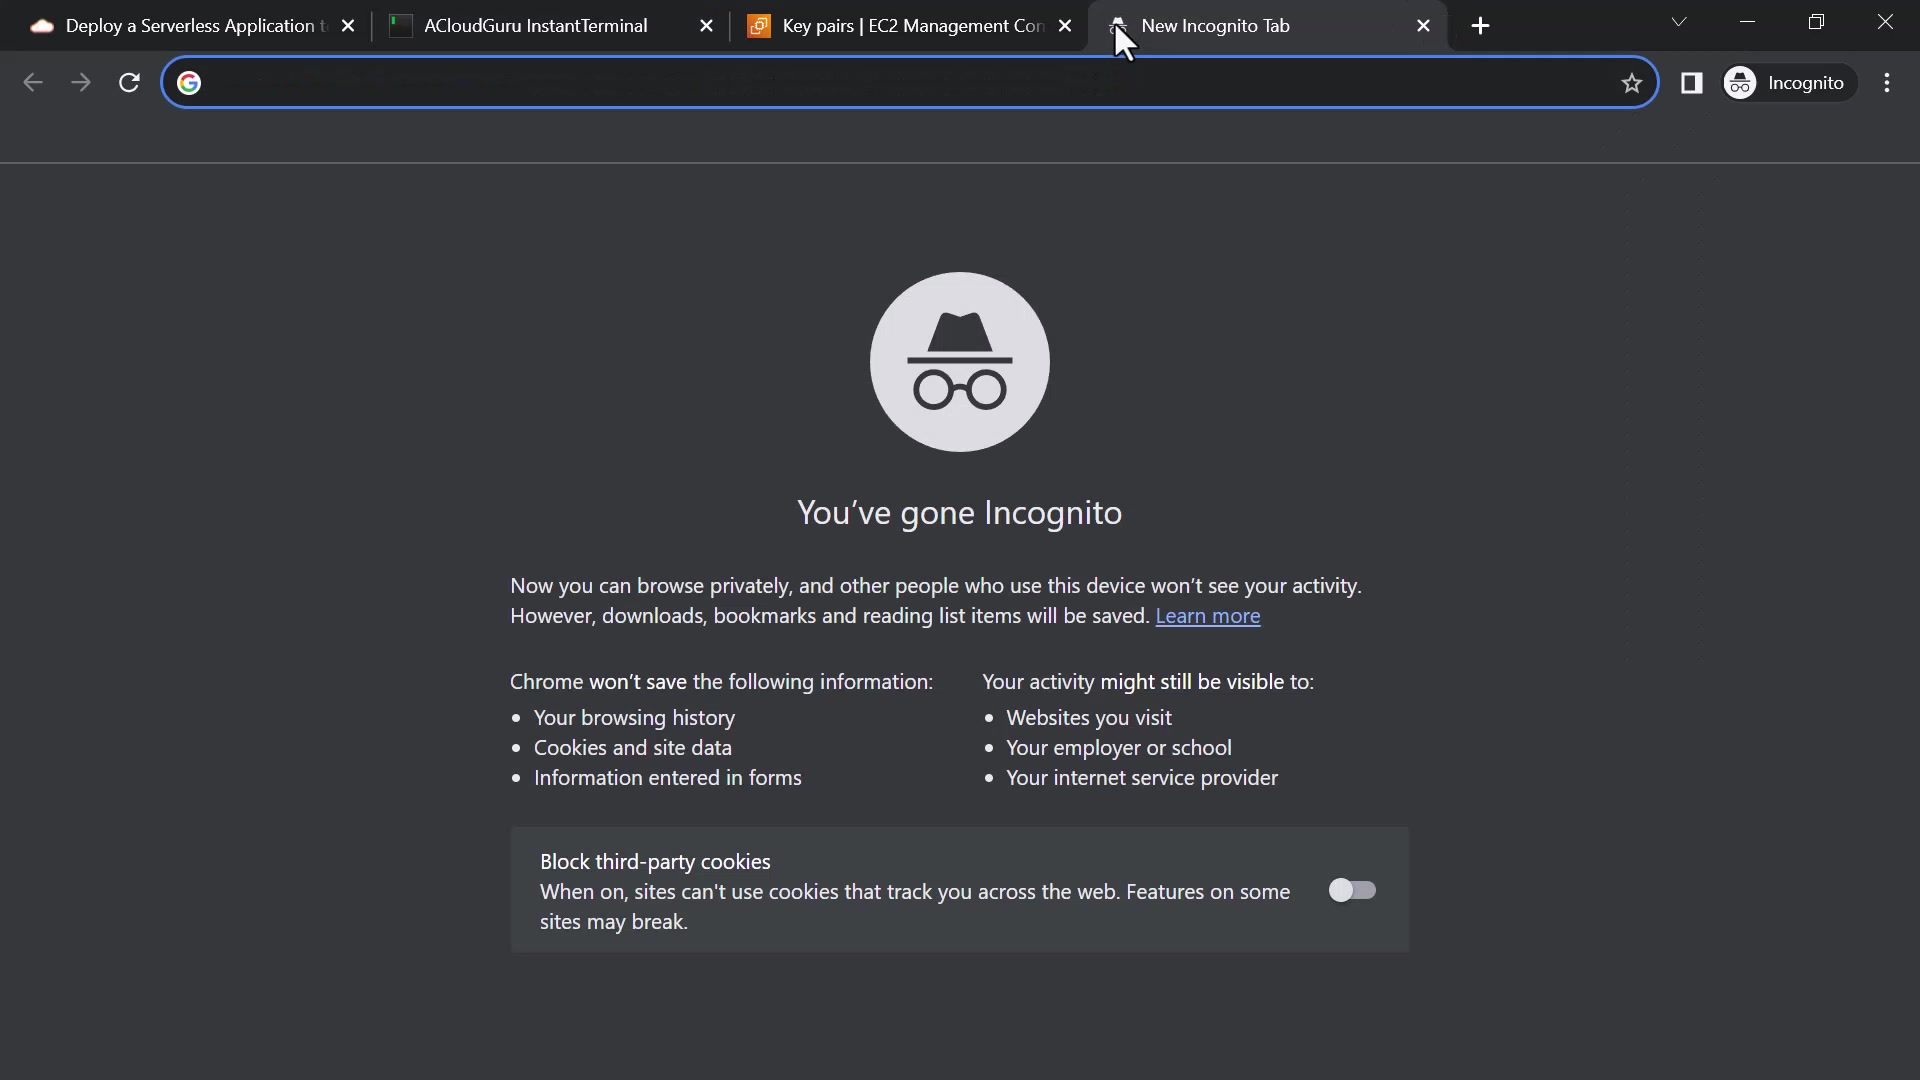 Deploy a Serverless Application t
ACloudGuru InstantTerminal
Key pairs | EC2 Management Con
New Incognito Tab
Incognito
You've gone Incognito
Now you can browse privately, and other people who use this device won't see your activity.
However, downloads, bookmarks and reading list items will be saved. Learn more
Chrome won't save the following information:
Your browsing history
Cookies and site data
Information entered in forms
Your activity might still be visible to:
Websites you visit
Your employer or school
Your internet service provider
Block third-party cookies
When on, sites can't use cookies that track you across the web. Features on some
sites may break.